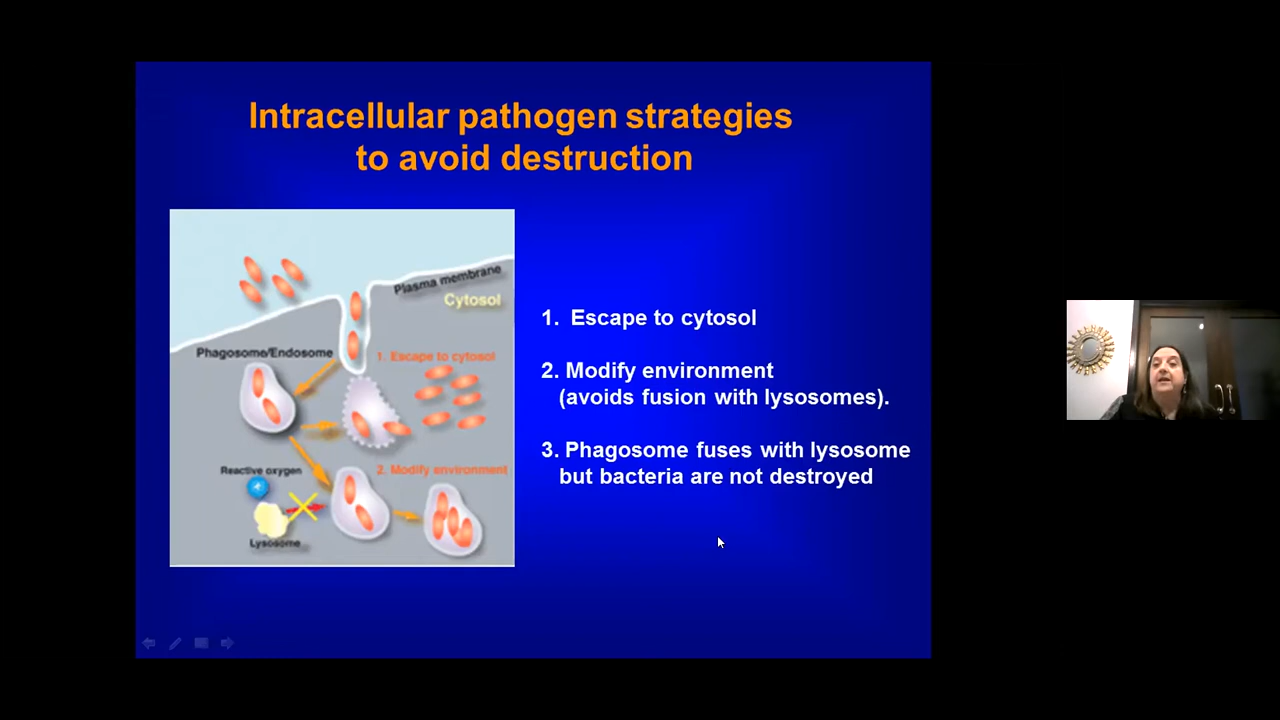 Intracellular pathogen strategies
to avoid destruction
Plasma membrane
Cytosol
Phagosome/Endosome
1. Escape to cytosol
Reactive oxygen
2. Modify environment
Lysosome
1. Escape to cytosol
2. Modify environment
(avoids fusion with lysosomes).
3. Phagosome fuses with lysosome
but bacteria are not destroyed